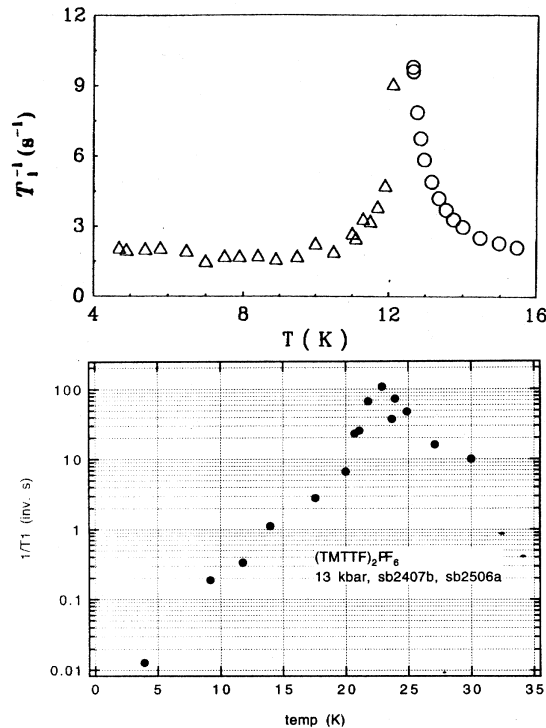 12
9
6
3
0
T₁⁻¹(s⁻¹)
4 8 12 16
T ( K )
100
10
1
0.1
0.01
1/T1 (inv. s)
(TMTTF)₂PF₆
13 kbar, sb2407b, sb2506a
0 5 10 15 20 25 30 35
temp (K)